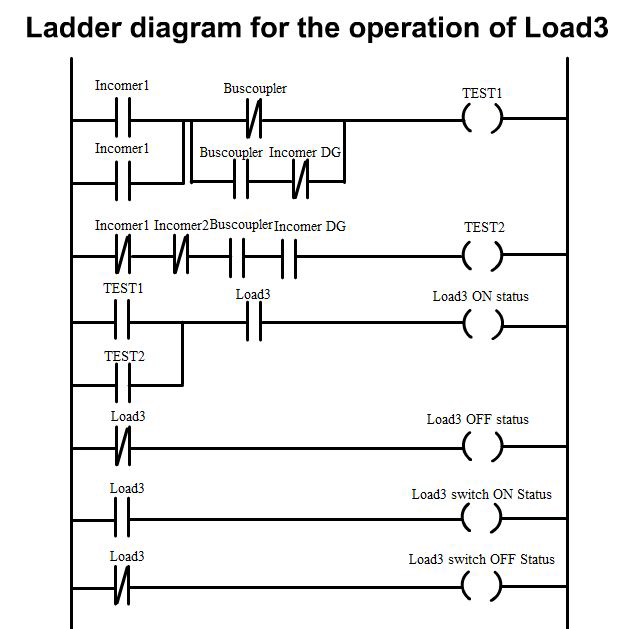 Ladder diagram for the operation of Load3
Incomer1
Buscoupler
TEST1
Incomer1
Buscoupler Incomer DG
Incomer1 Incomer2 Buscoupler Incomer DG
TEST2
TEST1
Load3
Load3 ON status
TEST2
Load3
Load3 OFF status
Load3
Load3 switch ON Status
Load3
Load3 switch OFF Status